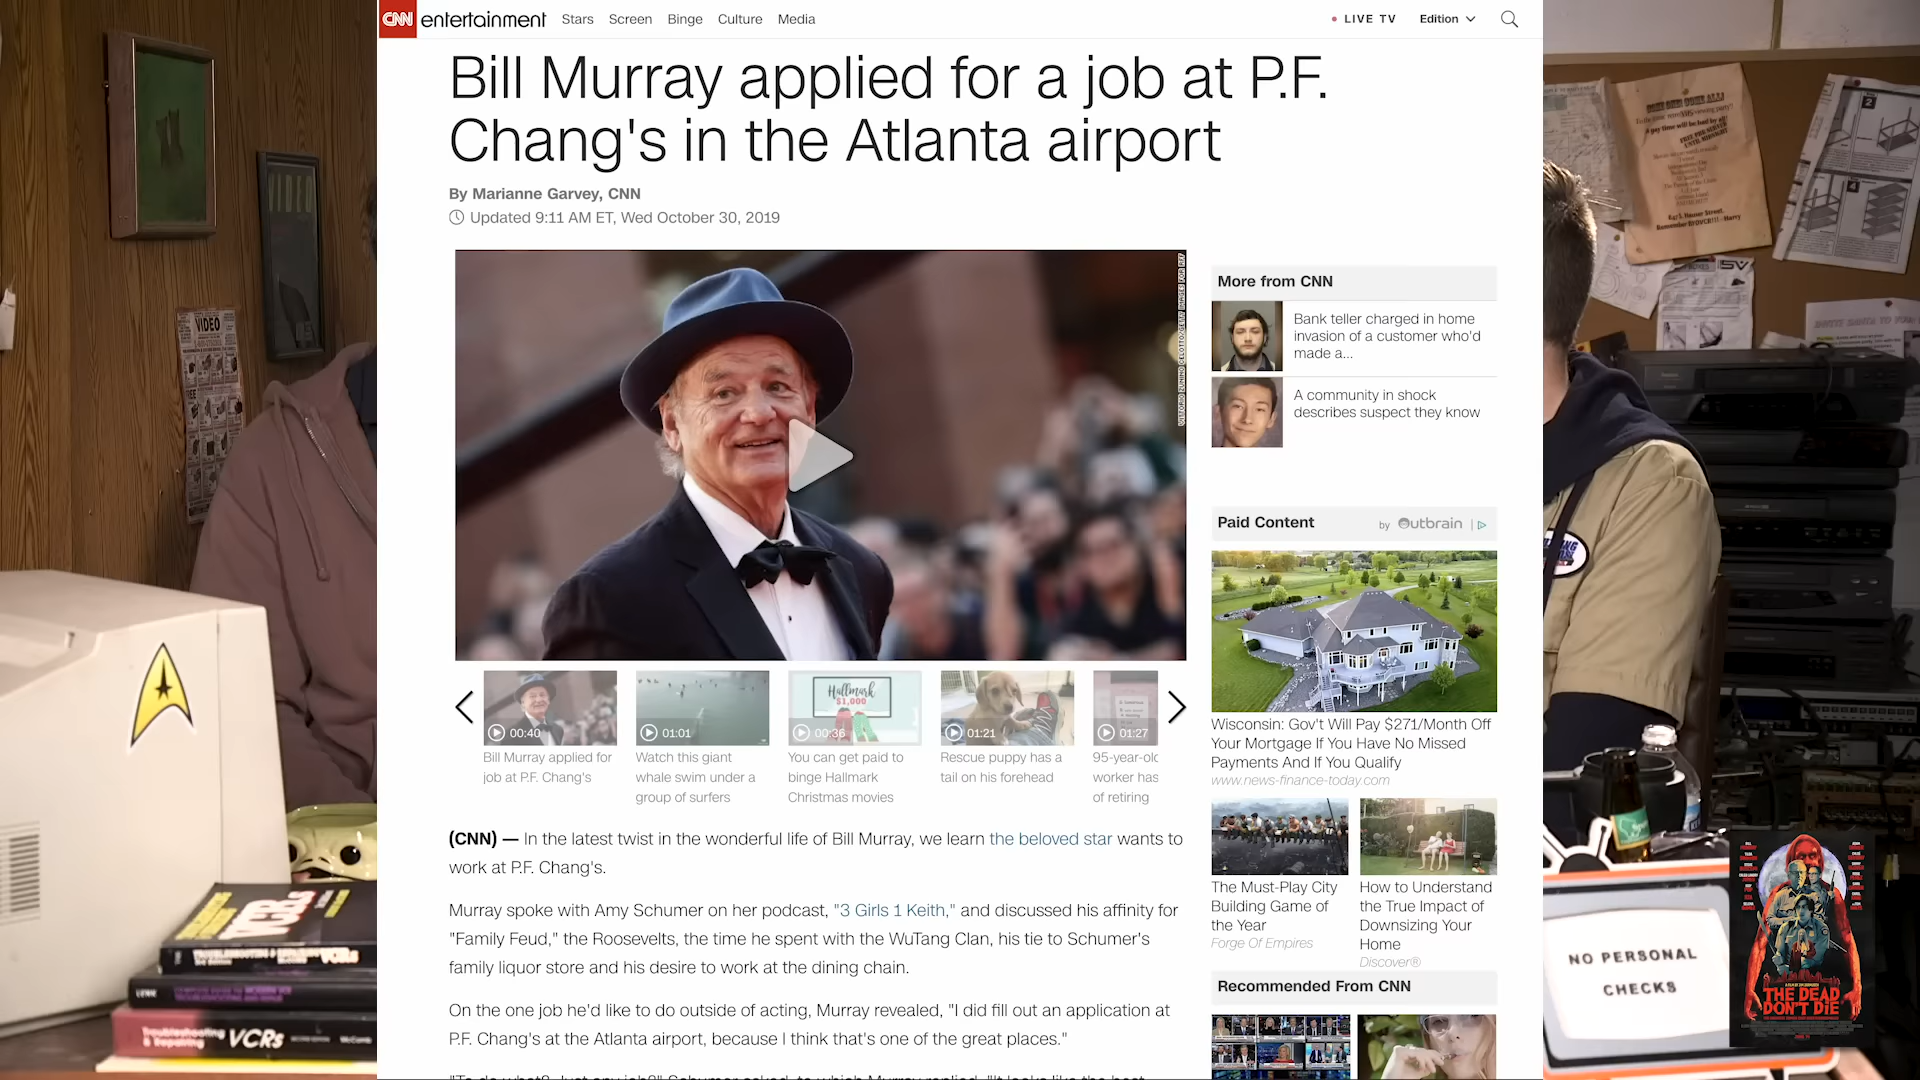 CNN entertainment Stars Screen Binge Culture Media
LIVE TV Edition
Bill Murray applied for a job at P.F.
Chang's in the Atlanta airport
By Marianne Garvey, CNN
Updated 9:11 AM ET, Wed October 30, 2019
More from CNN
Bank teller charged in home
invasion of a customer who'd
made a...
A community in shock
describes suspect they know
Paid Content
by Outbrain
Wisconsin: Gov't Will Pay $271/Month Off
Your Mortgage If You Have No Missed
Payments And If You Qualify
www.news-finance-today.com
The Must-Play City
Building Game of
the Year
Forge Of Empires
How to Understand
the True Impact of
Downsizing Your
Home
Discover®
Recommended From CNN
Hallmark
$1,000
00:40
01:01
00:36
01:21
01:27
Bill Murray applied for
job at P.F. Chang's
Watch this giant
whale swim under a
group of surfers
You can get paid to
binge Hallmark
Christmas movies
Rescue puppy has a
tail on his forehead
95-year-old
worker has
of retiring
(CNN) — In the latest twist in the wonderful life of Bill Murray, we learn the beloved star wants to
work at P.F. Chang's.
Murray spoke with Amy Schumer on her podcast, "3 Girls 1 Keith," and discussed his affinity for
"Family Feud," the Roosevelts, the time he spent with the WuTang Clan, his tie to Schumer's
family liquor store and his desire to work at the dining chain.
On the one job he'd like to do outside of acting, Murray revealed, "I did fill out an application at
P.F. Chang's at the Atlanta airport, because I think that's one of the great places."
VIDEO
VIDEO
VCRs
Troubleshooting
& Repairing VCRs
NO PERSONAL
CHECKS
THE DEAD
DON'T DIE